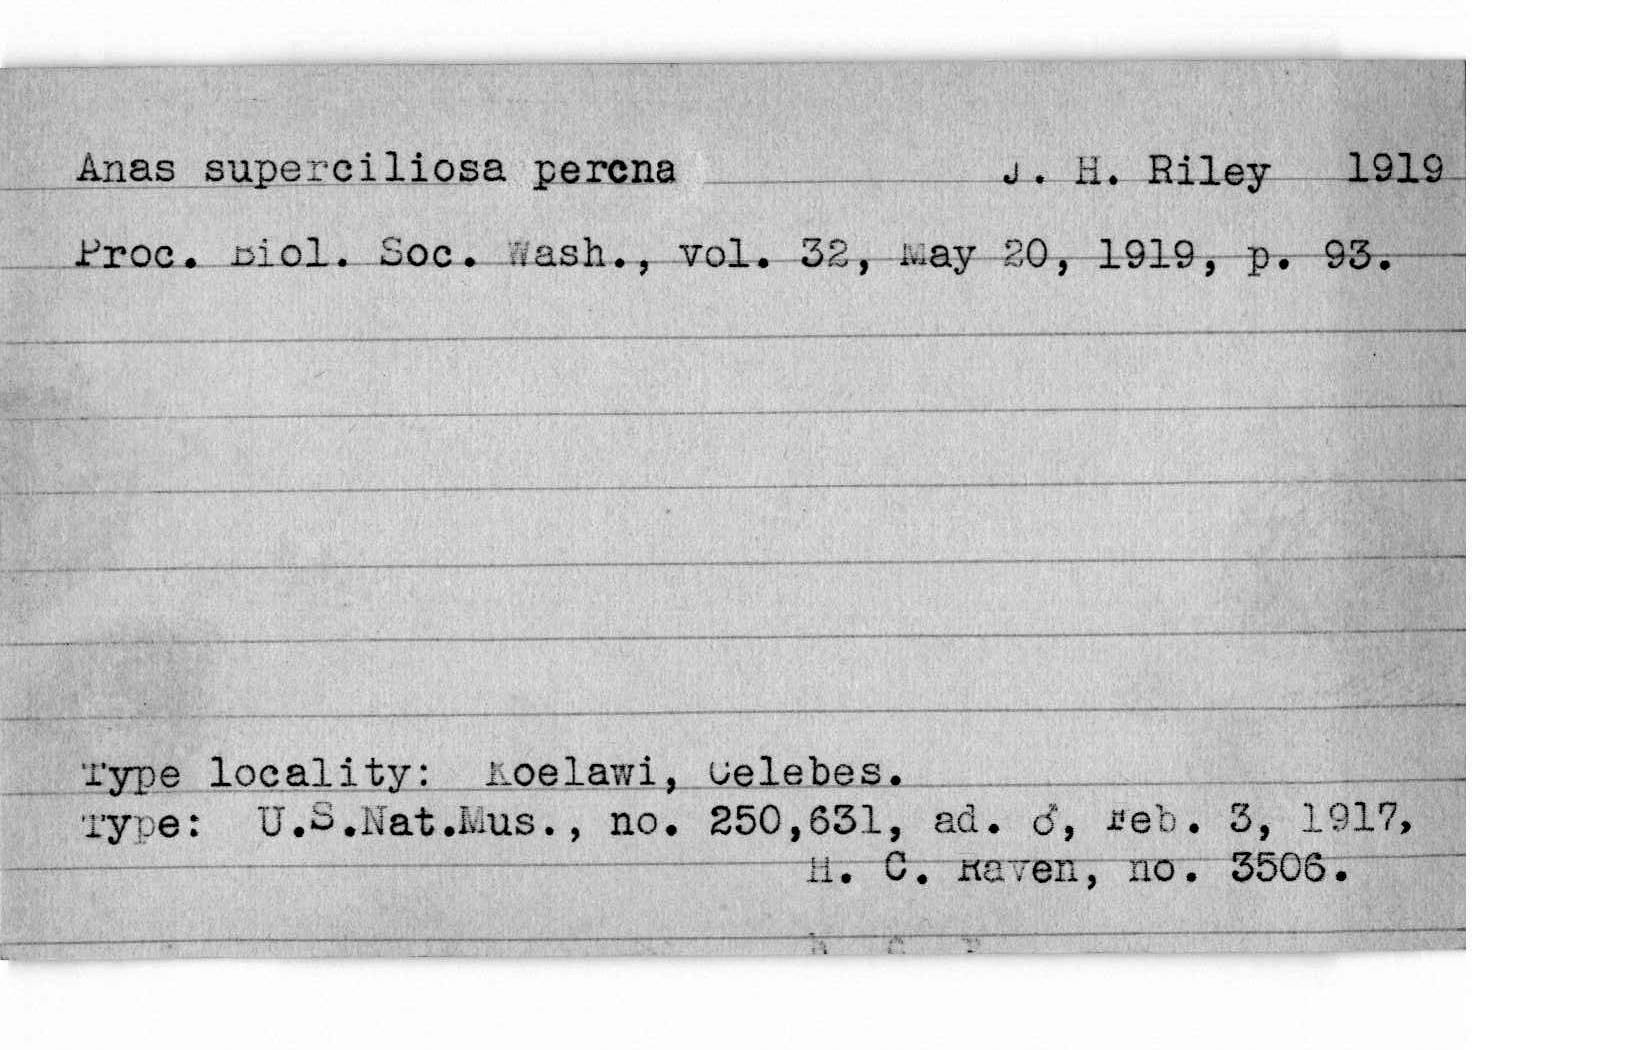 Anas superciliosa percna J. H. Riley 1919
Proc. Biol. Soc. Wash., vol. 32, May 20, 1919, p. 93.
Type locality: Koelawi, Celebes.
Type: U.S.Nat.Mus., no. 250,631, ad. ♂, Feb. 3, 1917,
H. C. Raven, no. 3506.